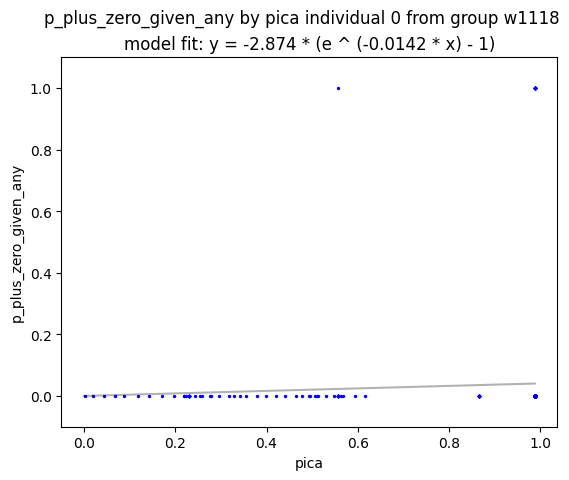 p_plus_zero_given_any by pica individual 0 from group w1118
model fit: y = -2.874 * (e ^ (-0.0142 * x) - 1)
1.0
0.8
0.6
0.4
0.2
0.0
p_plus_zero_given_any
0.0 0.2 0.4 0.6 0.8 1.0
pica